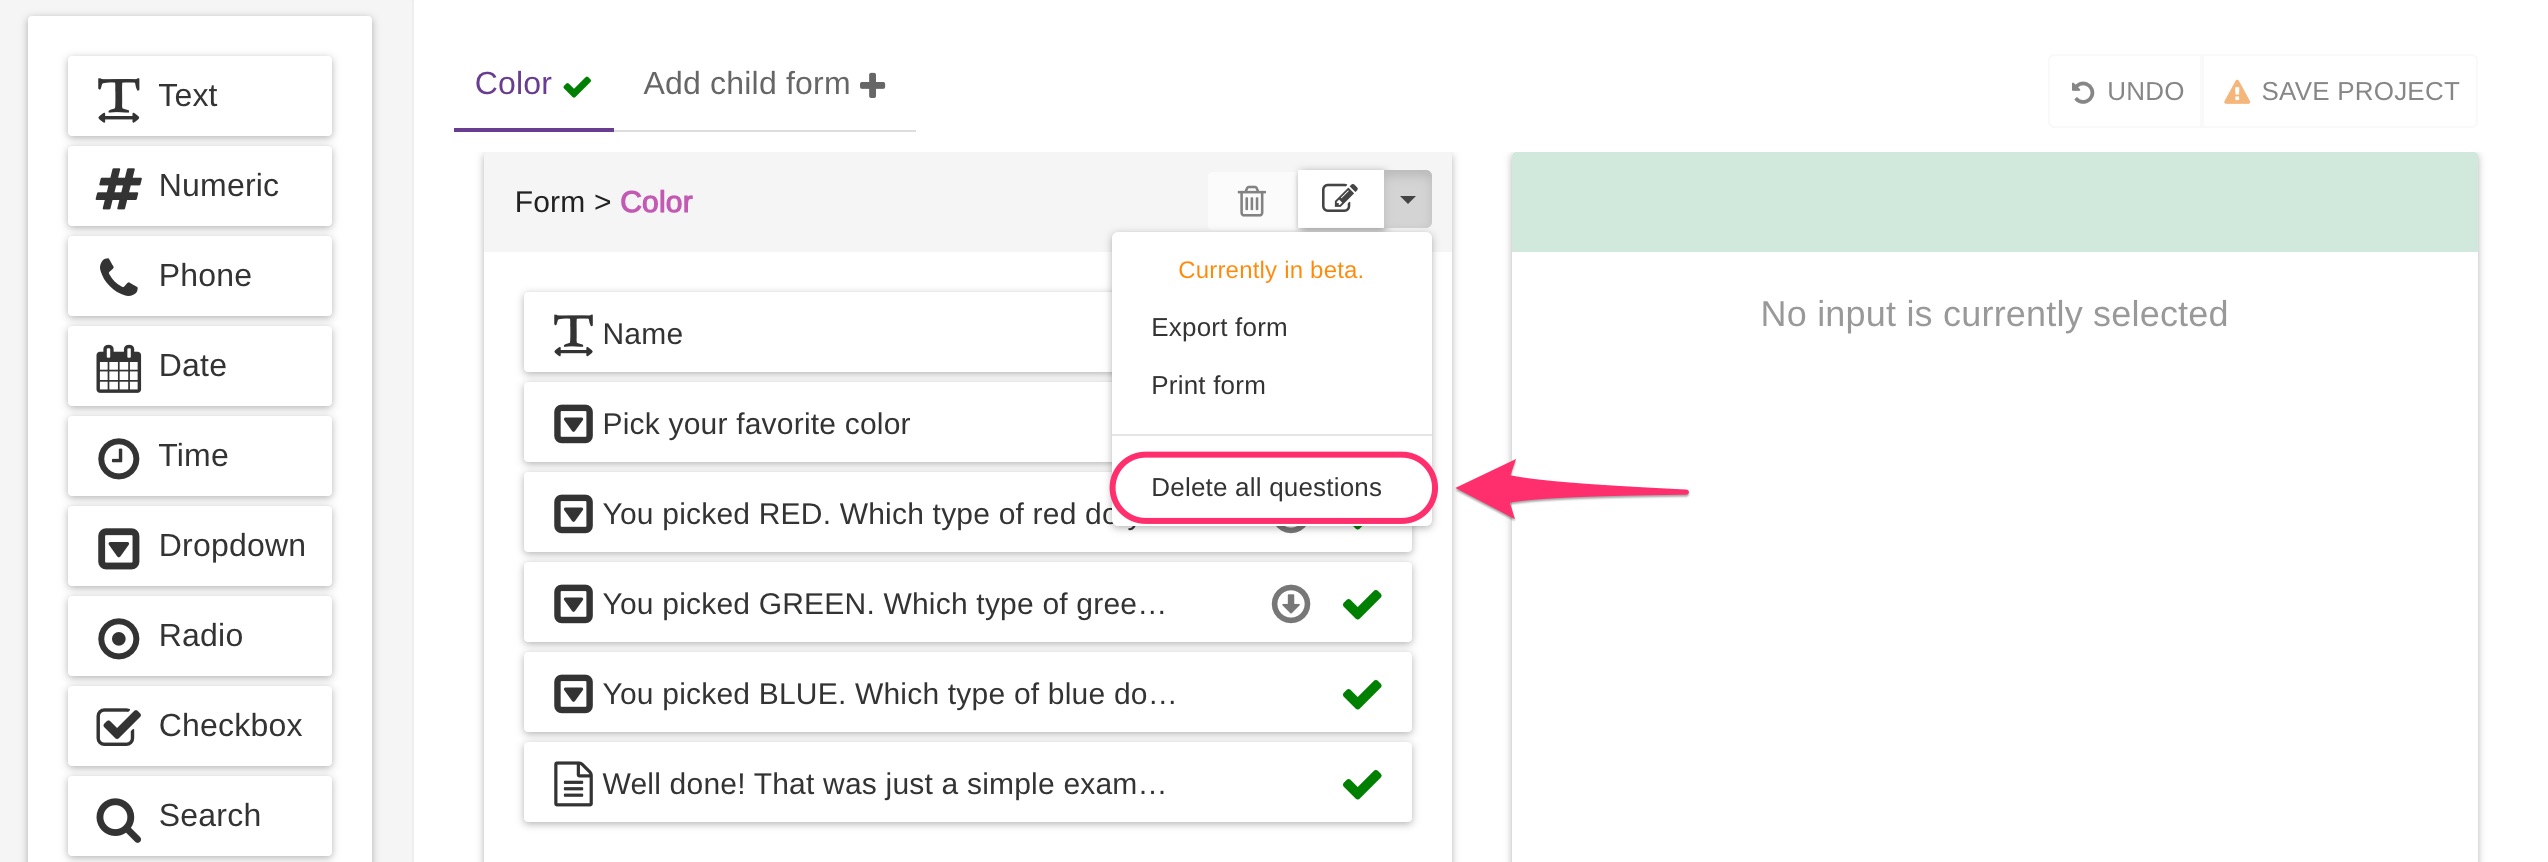 Text
Numeric
Phone
Date
Time
Dropdown
Radio
Checkbox
Search
Color
Add child form
UNDO
SAVE PROJECT
Form > Color
Currently in beta.
Export form
Print form
Delete all questions
Name
Pick your favorite color
You picked RED. Which type of red do
You picked GREEN. Which type of gree…
You picked BLUE. Which type of blue do…
Well done! That was just a simple exam…
No input is currently selected